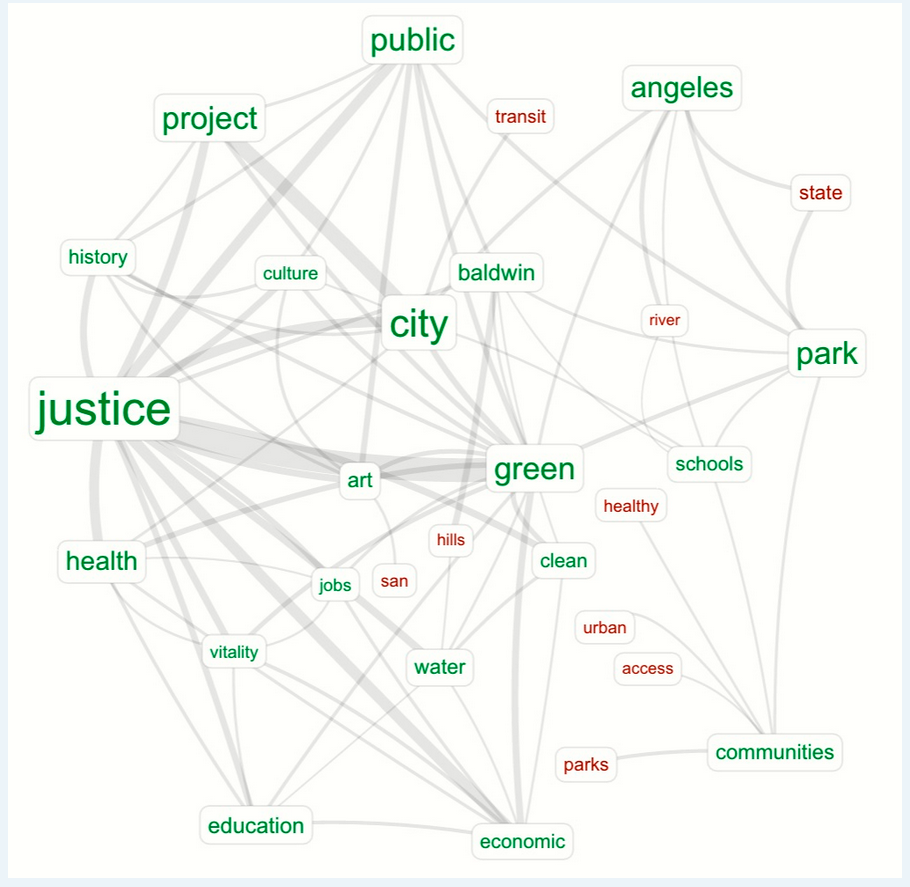 public
angeles
project
transit
state
history
culture
baldwin
city
river
park
justice
art
green
schools
healthy
hills
health
jobs
san
clean
urban
vitality
water
access
parks
communities
education
economic